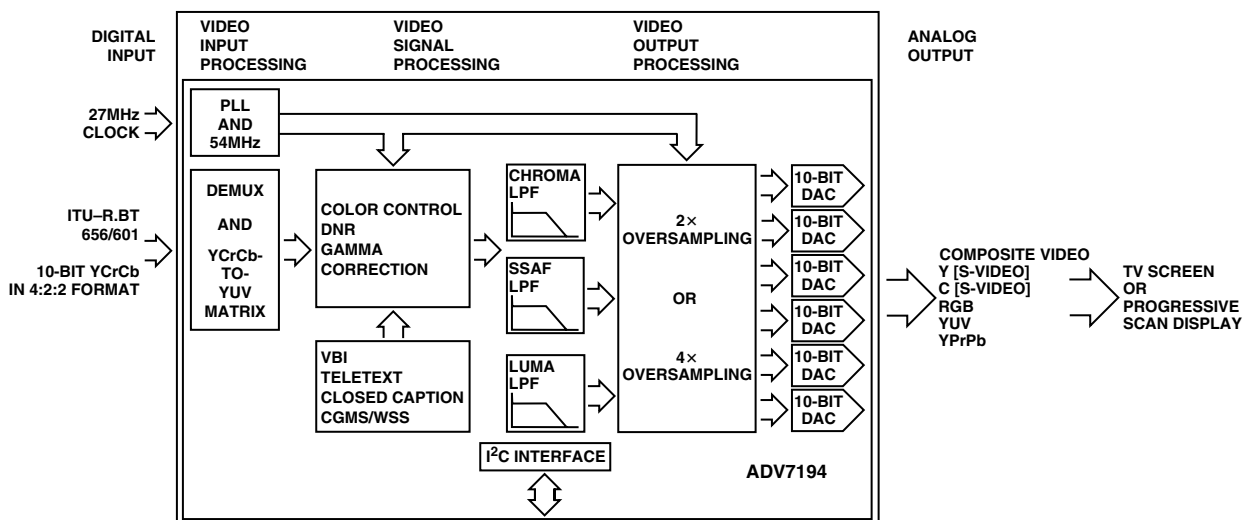 DIGITAL
INPUT
VIDEO
INPUT
PROCESSING
VIDEO
SIGNAL
PROCESSING
VIDEO
OUTPUT
PROCESSING
ANALOG
OUTPUT
27MHz
CLOCK
PLL
AND
54MHz
ITU–R.BT
656/601
10-BIT YCrCb
IN 4:2:2 FORMAT
DEMUX
AND
YCrCb-
TO-
YUV
MATRIX
COLOR CONTROL
DNR
GAMMA
CORRECTION
VBI
TELETEXT
CLOSED CAPTION
CGMS/WSS
CHROMA
LPF
SSAF
LPF
LUMA
LPF
I²C INTERFACE
2×
OVERSAMPLING
OR
4×
OVERSAMPLING
10-BIT
DAC
10-BIT
DAC
10-BIT
DAC
10-BIT
DAC
10-BIT
DAC
10-BIT
DAC
ADV7194
COMPOSITE VIDEO
Y [S-VIDEO]
C [S-VIDEO]
RGB
YUV
YPrPb
TV SCREEN
OR
PROGRESSIVE
SCAN DISPLAY